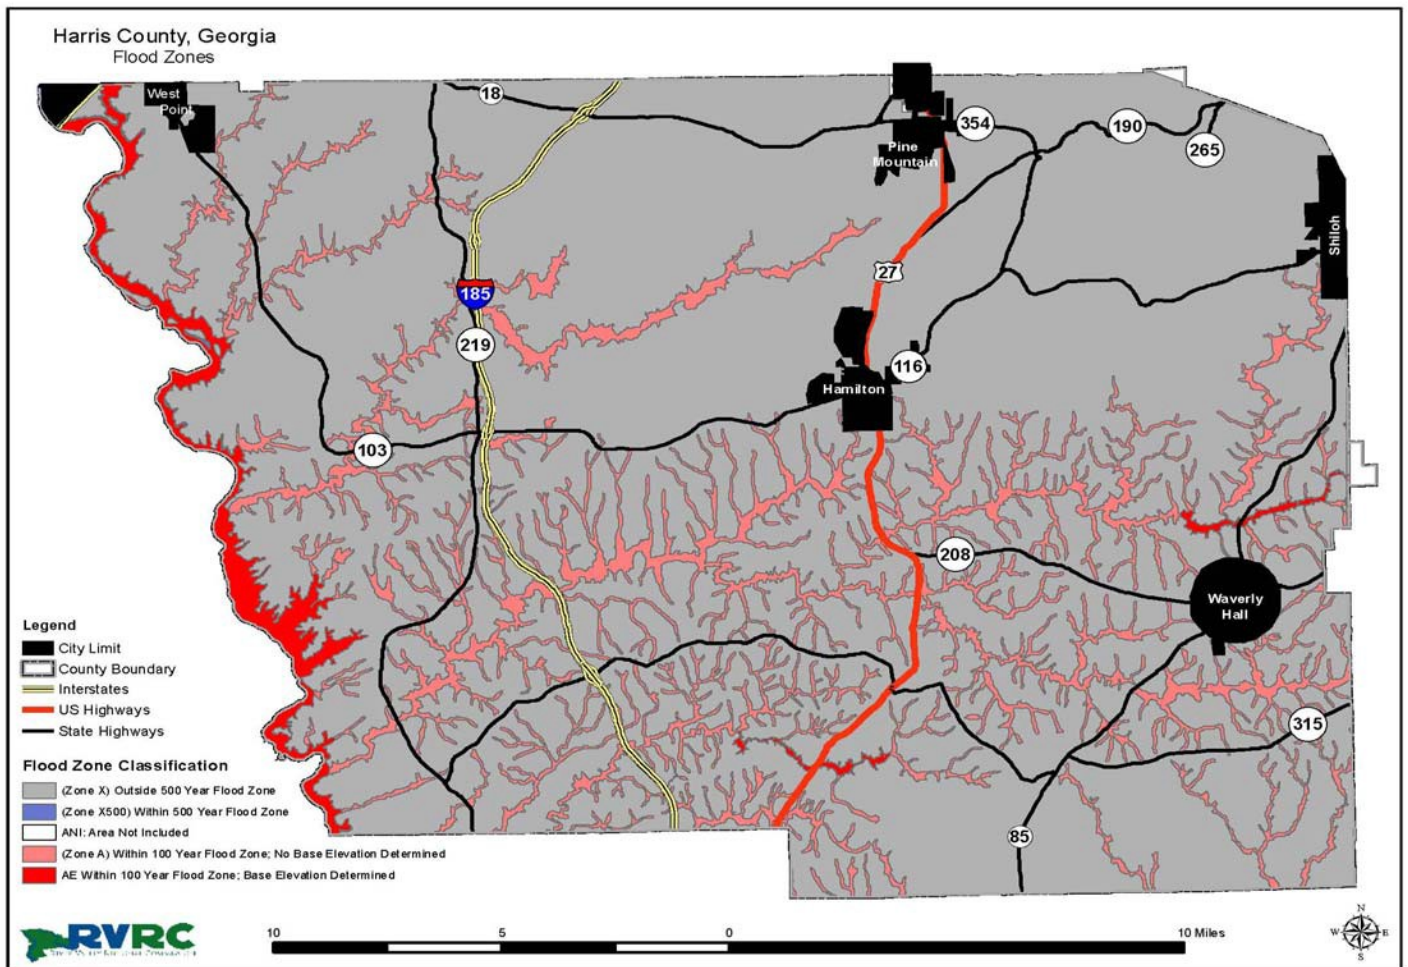 Harris County, Georgia
Flood Zones
West
Point
18
Pine
Mountain
354
190
265
Shiloh
27
185
219
116
Hamilton
103
208
Waverly
Hall
315
85
Legend
City Limit
County Boundary
Interstates
US Highways
State Highways
Flood Zone Classification
(Zone X) Outside 500 Year Flood Zone
(Zone X500) Within 500 Year Flood Zone
ANI: Area Not Included
(Zone A) Within 100 Year Flood Zone; No Base Elevation Determined
AE Within 100 Year Flood Zone; Base Elevation Determined
RVRC
10 5 0 10 Miles
N
W E
S